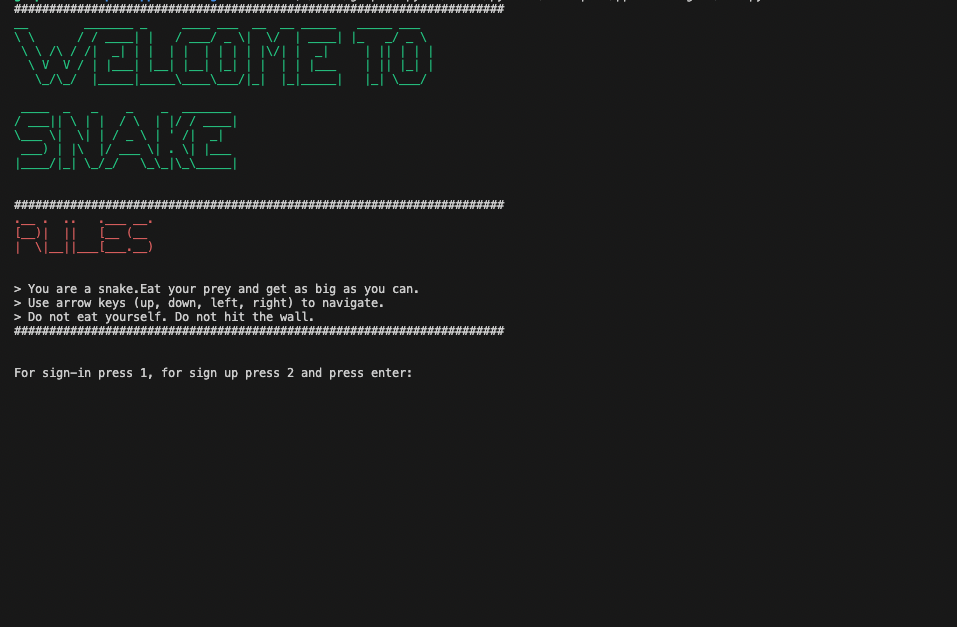 ######################################################################
WELCOME TO
SNAKE
######################################################################
RULES
> You are a snake.Eat your prey and get as big as you can.
> Use arrow keys (up, down, left, right) to navigate.
> Do not eat yourself. Do not hit the wall.
######################################################################
For sign-in press 1, for sign up press 2 and press enter: